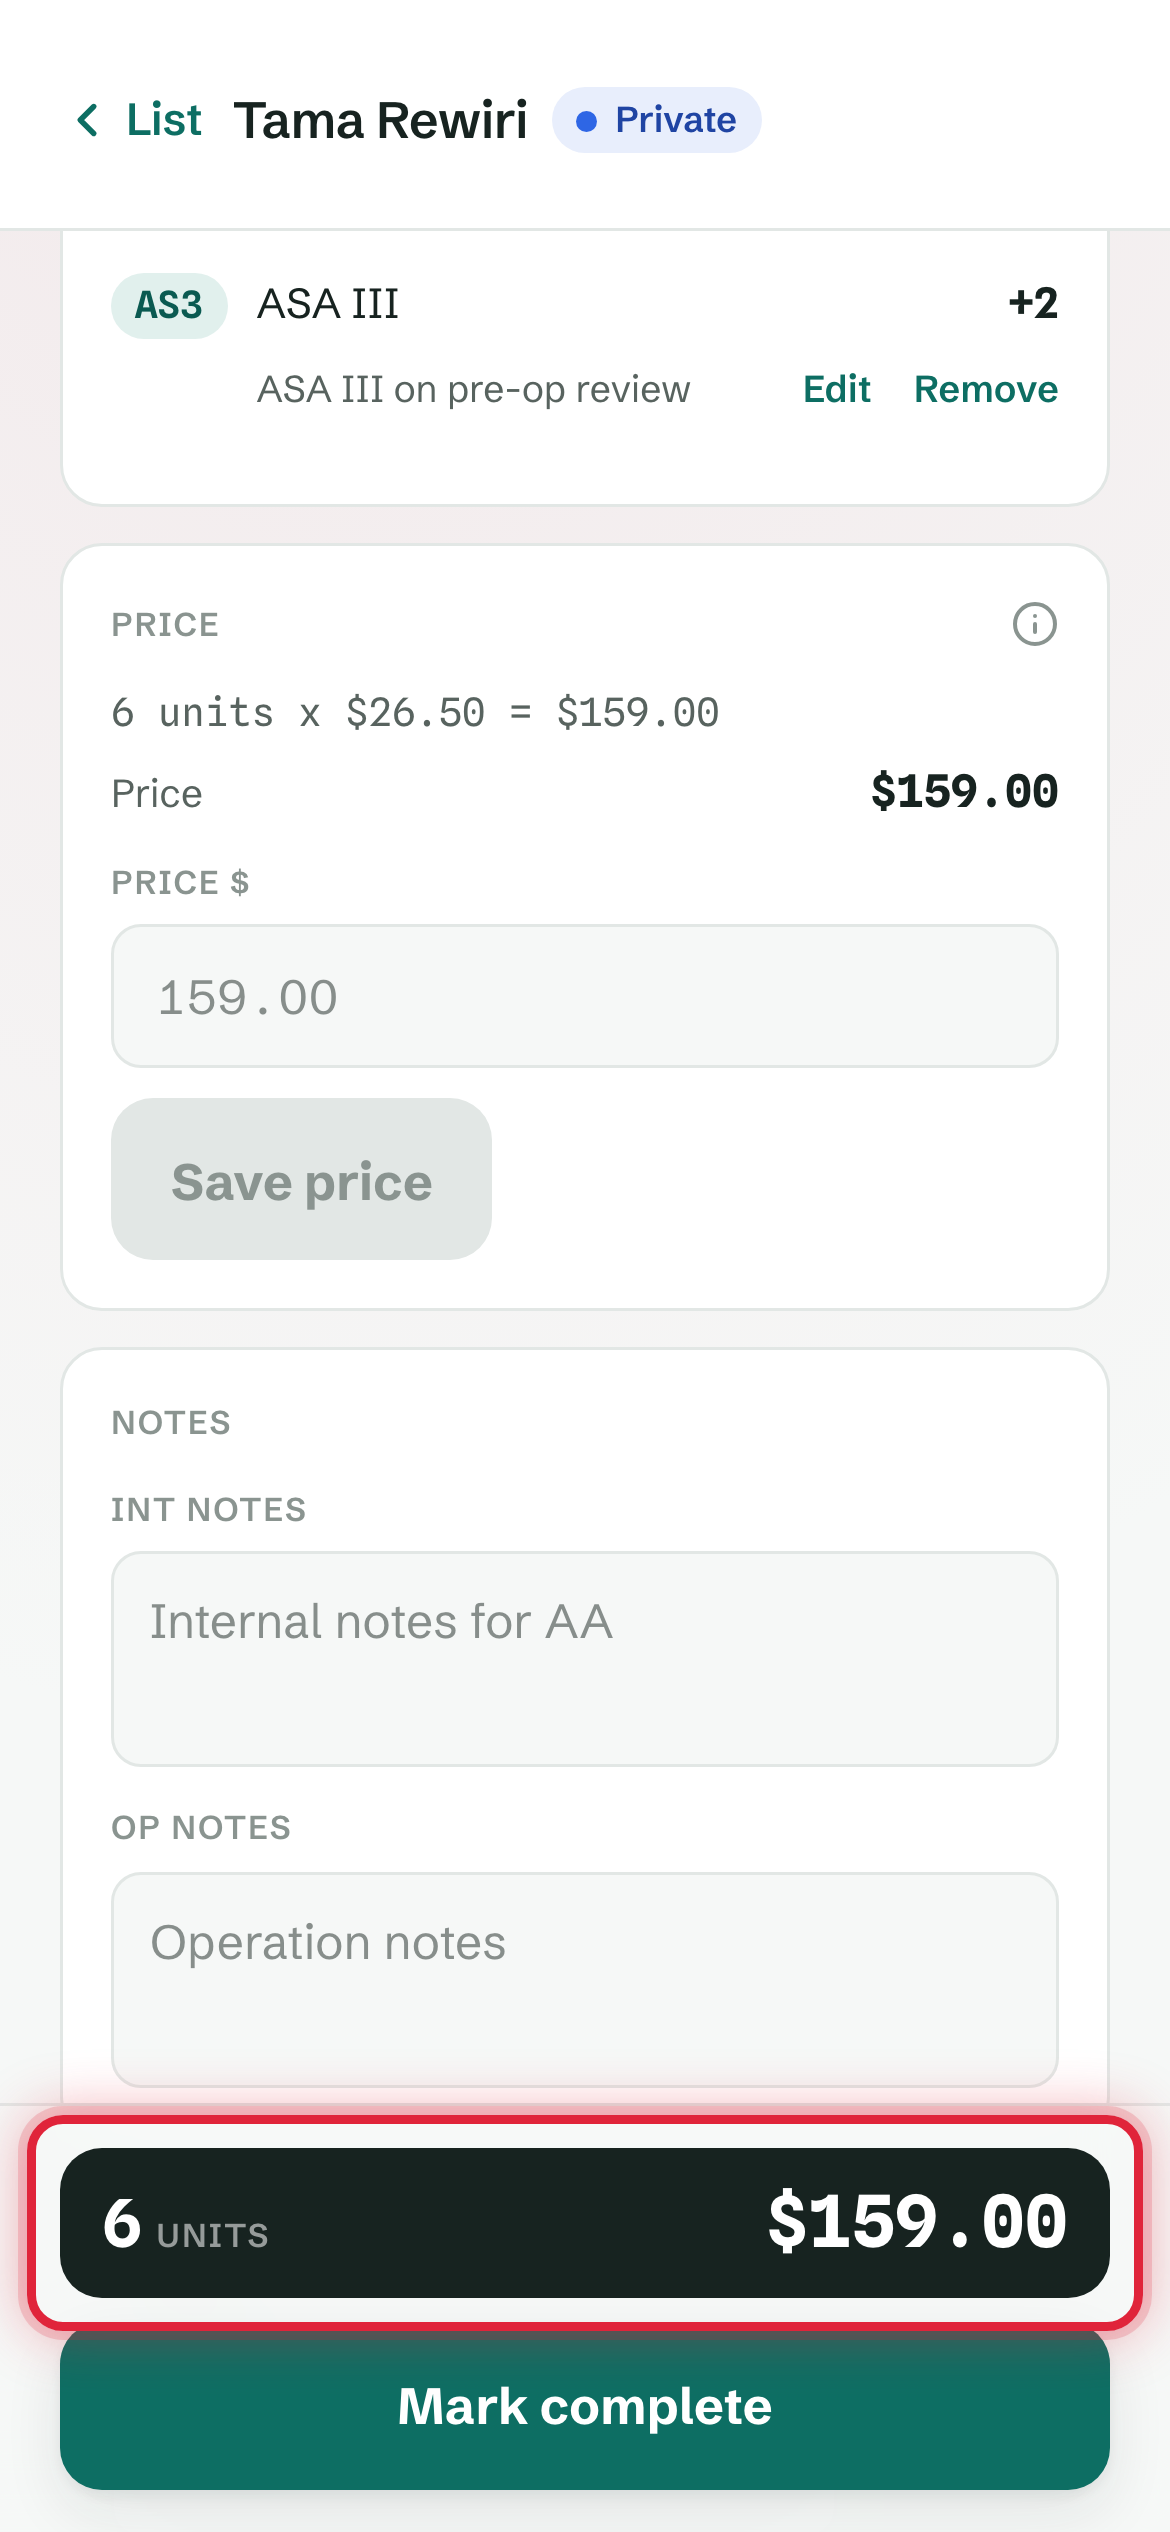 List Tama Rewiri Private
AS3 ASA III +2
ASA III on pre-op review Edit Remove
PRICE
6 units x $26.50 = $159.00
Price $159.00
PRICE $
159.00
Save price
NOTES
INT NOTES
Internal notes for AA
OP NOTES
Operation notes
6 UNITS $159.00
Mark complete